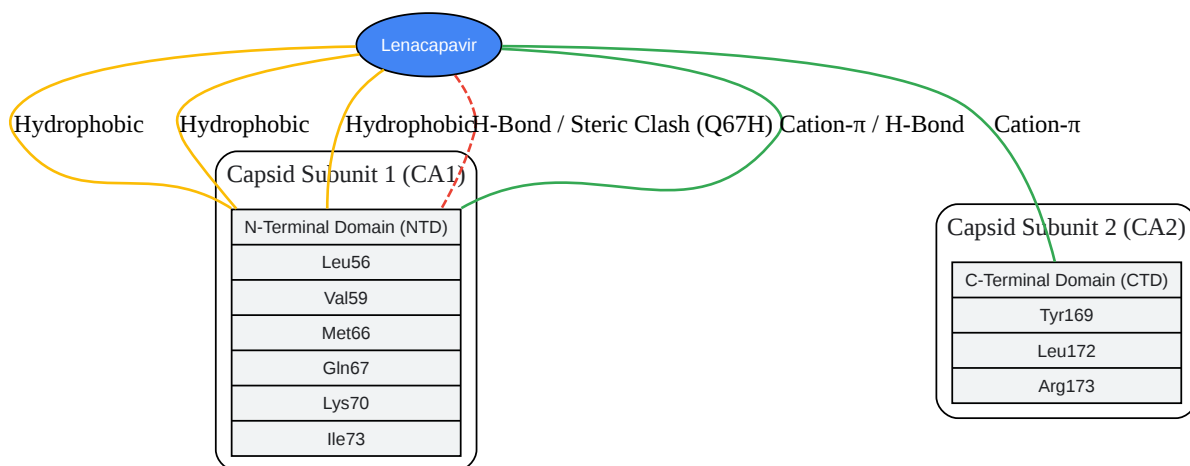 Lenacapavir
Hydrophobic
Hydrophobic
Hydrophobic
H-Bond / Steric Clash (Q67H)
Cation-π / H-Bond
Cation-π
Capsid Subunit 1 (CA1)
N-Terminal Domain (NTD)
Leu56
Val59
Met66
Gln67
Lys70
Ile73
Capsid Subunit 2 (CA2)
C-Terminal Domain (CTD)
Tyr169
Leu172
Arg173